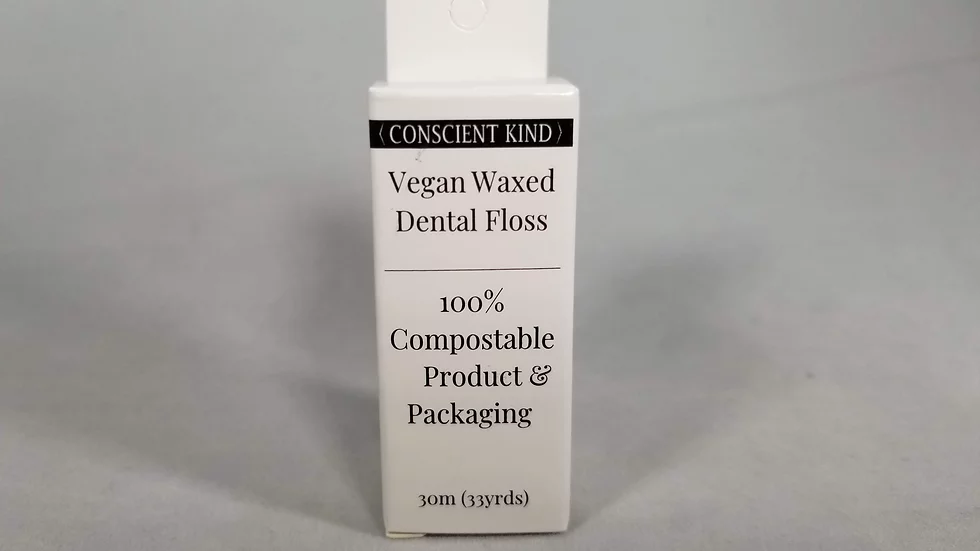 ⟨ CONSCIENT KIND ⟩
Vegan Waxed
Dental Floss
100%
Compostable
Product &
Packaging
30m (33yrds)